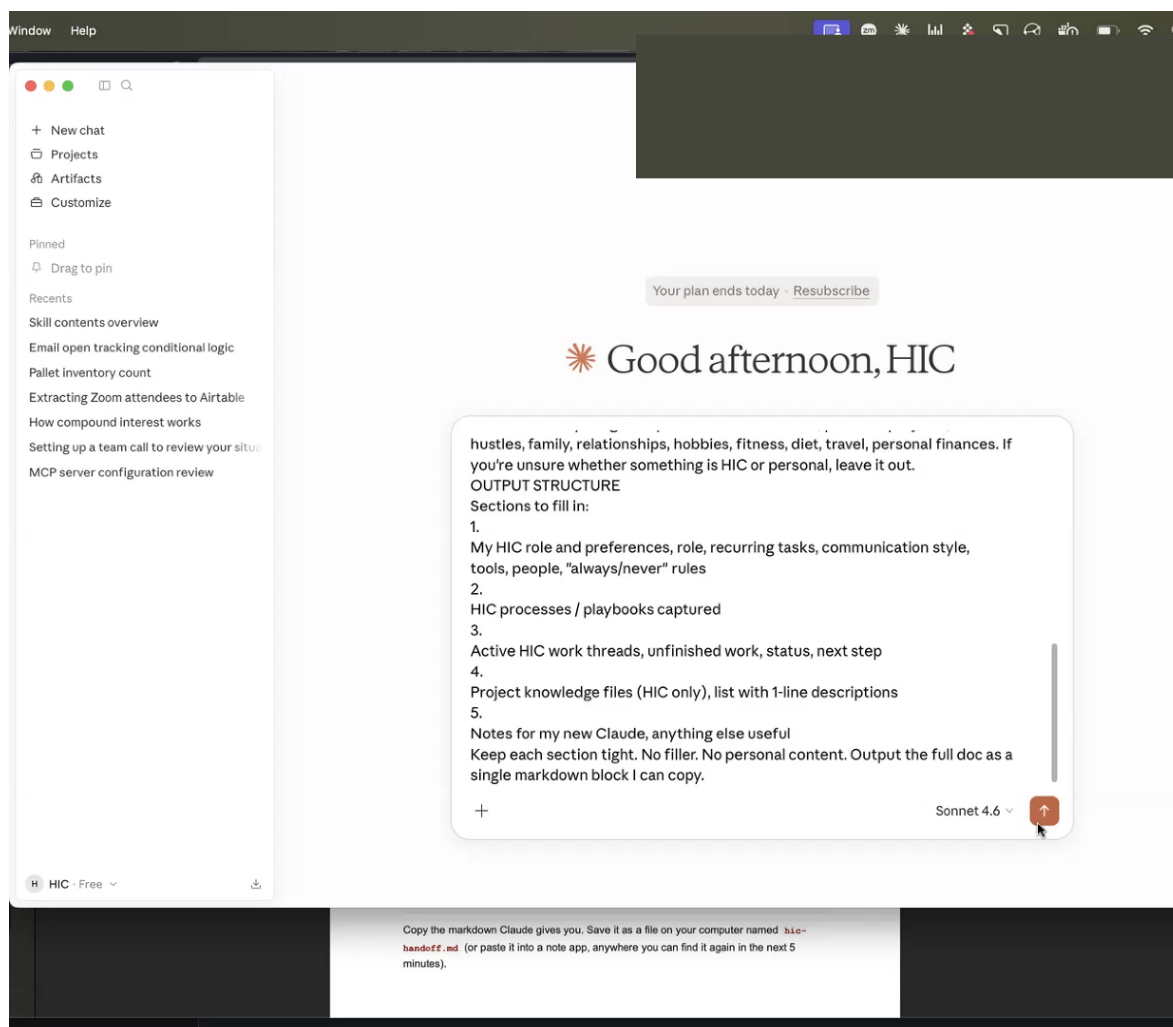 Window Help
zm
+ New chat
Projects
Artifacts
Customize
Pinned
Drag to pin
Recents
Skill contents overview
Email open tracking conditional logic
Pallet inventory count
Extracting Zoom attendees to Airtable
How compound interest works
Setting up a team call to review your situa
MCP server configuration review
H HIC · Free
Your plan ends today · Resubscribe
Good afternoon, HIC
hustles, family, relationships, hobbies, fitness, diet, travel, personal finances. If
you're unsure whether something is HIC or personal, leave it out.
OUTPUT STRUCTURE
Sections to fill in:
1.
My HIC role and preferences, role, recurring tasks, communication style,
tools, people, "always/never" rules
2.
HIC processes / playbooks captured
3.
Active HIC work threads, unfinished work, status, next step
4.
Project knowledge files (HIC only), list with 1-line descriptions
5.
Notes for my new Claude, anything else useful
Keep each section tight. No filler. No personal content. Output the full doc as a
single markdown block I can copy.
Sonnet 4.6
Copy the markdown Claude gives you. Save it as a file on your computer named hic-
handoff.md (or paste it into a note app, anywhere you can find it again in the next 5
minutes).